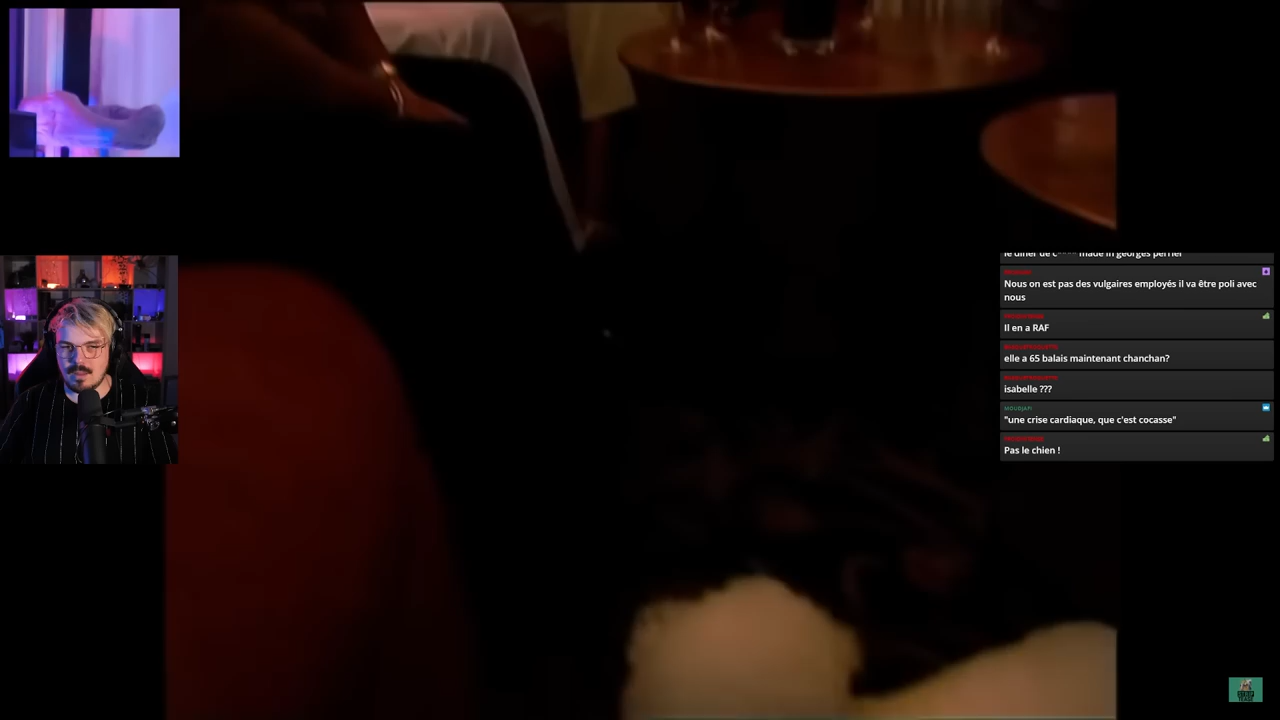 le dîner de c**** made in georges perrier
Nous on est pas des vulgaires employés il va être poli avec
nous
Il en a RAF
elle a 65 balais maintenant chanchan?
isabelle ???
MOUDJAH
"une crise cardiaque, que c'est cocasse"
Pas le chien !